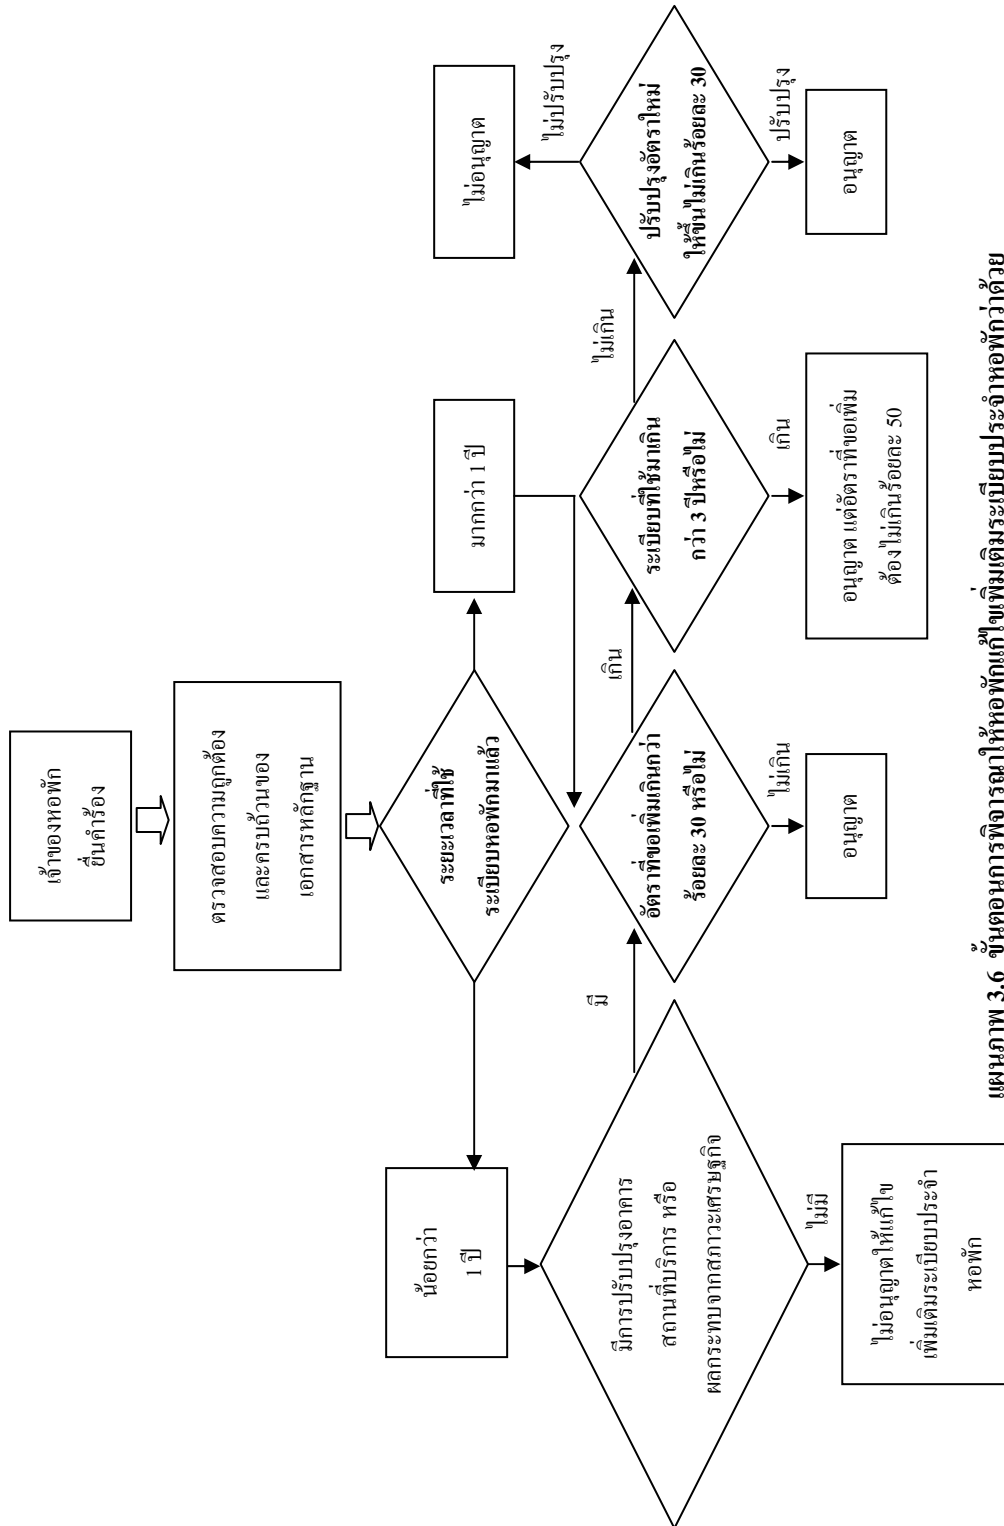 เจ้าของหอพัก
ยื่นคำร้อง
ตรวจสอบความถูกต้อง
และครบถ้วนของ
เอกสารหลักฐาน
ระยะเวลาที่ใช้
ระเบียบหอพักมาแล้ว
น้อยกว่า
1 ปี
มากกว่า 1 ปี
มีการปรับปรุงอาคาร
สถานที่บริการ หรือ
ผลกระทบจากสภาวะเศรษฐกิจ
มี
ไม่มี
ไม่อนุญาตให้แก้ไข
เพิ่มเติมระเบียบประจำ
หอพัก
อัตราที่ขอเพิ่มเกินกว่า
ร้อยละ 30 หรือไม่
เกิน
ไม่เกิน
อนุญาต
ระเบียบที่ใช้มาเกิน
กว่า 3 ปีหรือไม่
ไม่เกิน
เกิน
อนุญาต แต่อัตราที่ขอเพิ่ม
ต้องไม่เกินร้อยละ 50
ปรับปรุงอัตราใหม่
ให้ขึ้นไม่เกินร้อยละ 30
ไม่ปรับปรุง
ไม่อนุญาต
ปรับปรุง
อนุญาต
แผนภาพ 3.6 ขั้นตอนการพิจารณาให้หอพักแก้ไขเพิ่มเติมระเบียบประจำหอพักว่าด้วย